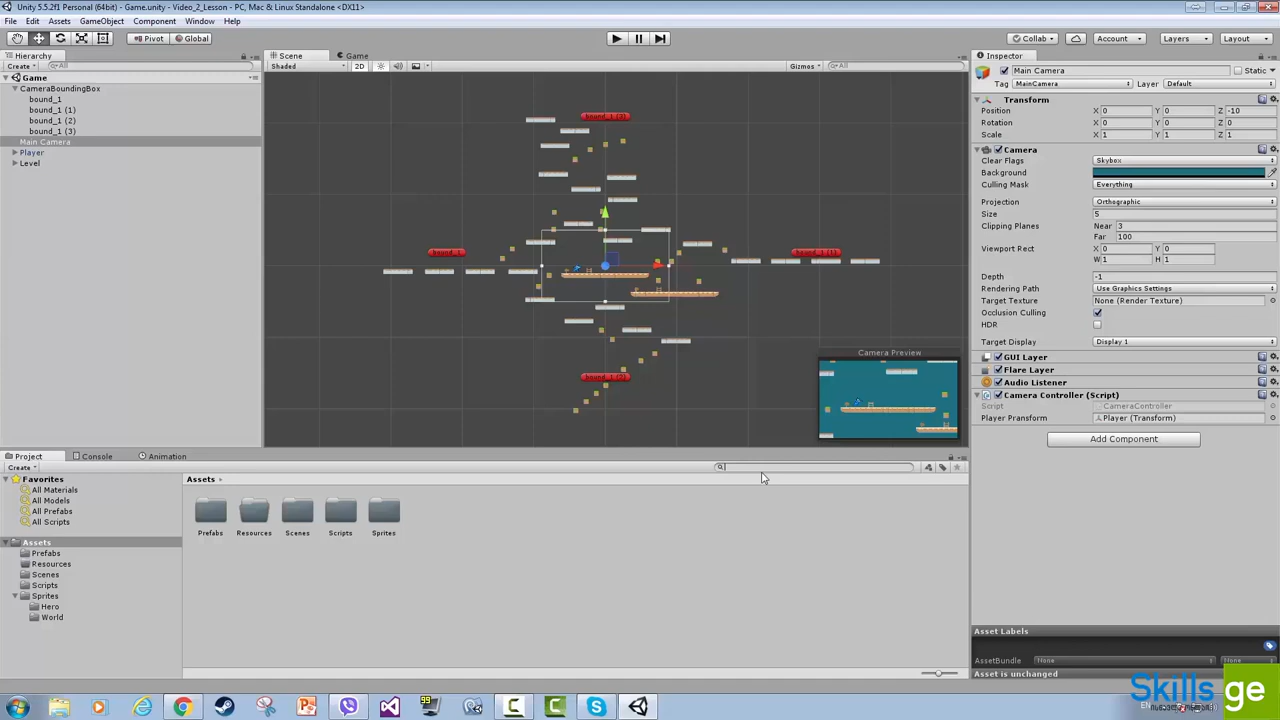 Unity 5.5.2f1 Personal (64bit) - Game.unity - Video_2_Lesson - PC, Mac & Linux Standalone <DX11>
File Edit Assets GameObject Component Window Help
Pivot Global Collab Account Layers Layout
Hierarchy Scene Game Inspector
Create All Shaded 2D Gizmos All Main Camera Static
Game
CameraBoundingBox
bound_1
bound_1 (1)
bound_1 (2)
bound_1 (3)
Main Camera
Player
Level
Tag MainCamera Layer Default
Transform
Position X 0 Y 0 Z -10
Rotation X 0 Y 0 Z 0
Scale X 1 Y 1 Z 1
Camera
Clear Flags Skybox
Background
Culling Mask Everything
Projection Orthographic
Size 5
Clipping Planes Near 3
Far 100
Viewport Rect X 0 Y 0
W 1 H 1
Depth -1
Rendering Path Use Graphics Settings
Target Texture None (Render Texture)
Occlusion Culling
HDR
Target Display Display 1
GUI Layer
Flare Layer
Audio Listener
Camera Controller (Script)
Script CameraController
Player Transform Player (Transform)
Add Component
bound_1
Camera Preview
Project Console Animation
Create
Favorites
All Materials
All Models
All Prefabs
All Scripts
Assets
Prefabs
Resources
Scenes
Scripts
Sprites
Hero
World
Assets
Prefabs Resources Scenes Scripts Sprites
Asset Labels
AssetBundle None None
Asset is unchanged
Skills ge
99